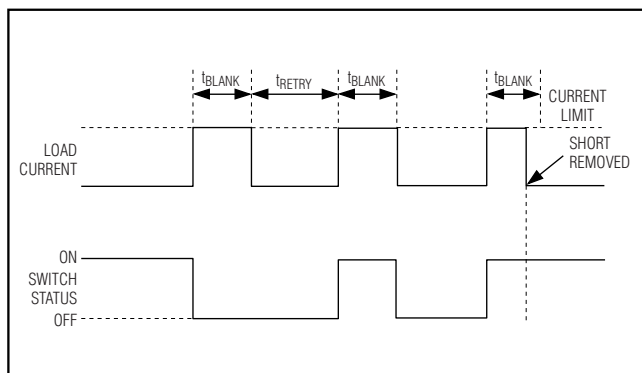 tBLANK
tRETRY
tBLANK
tBLANK
CURRENT
LIMIT
LOAD
CURRENT
SHORT
REMOVED
ON
SWITCH
STATUS
OFF